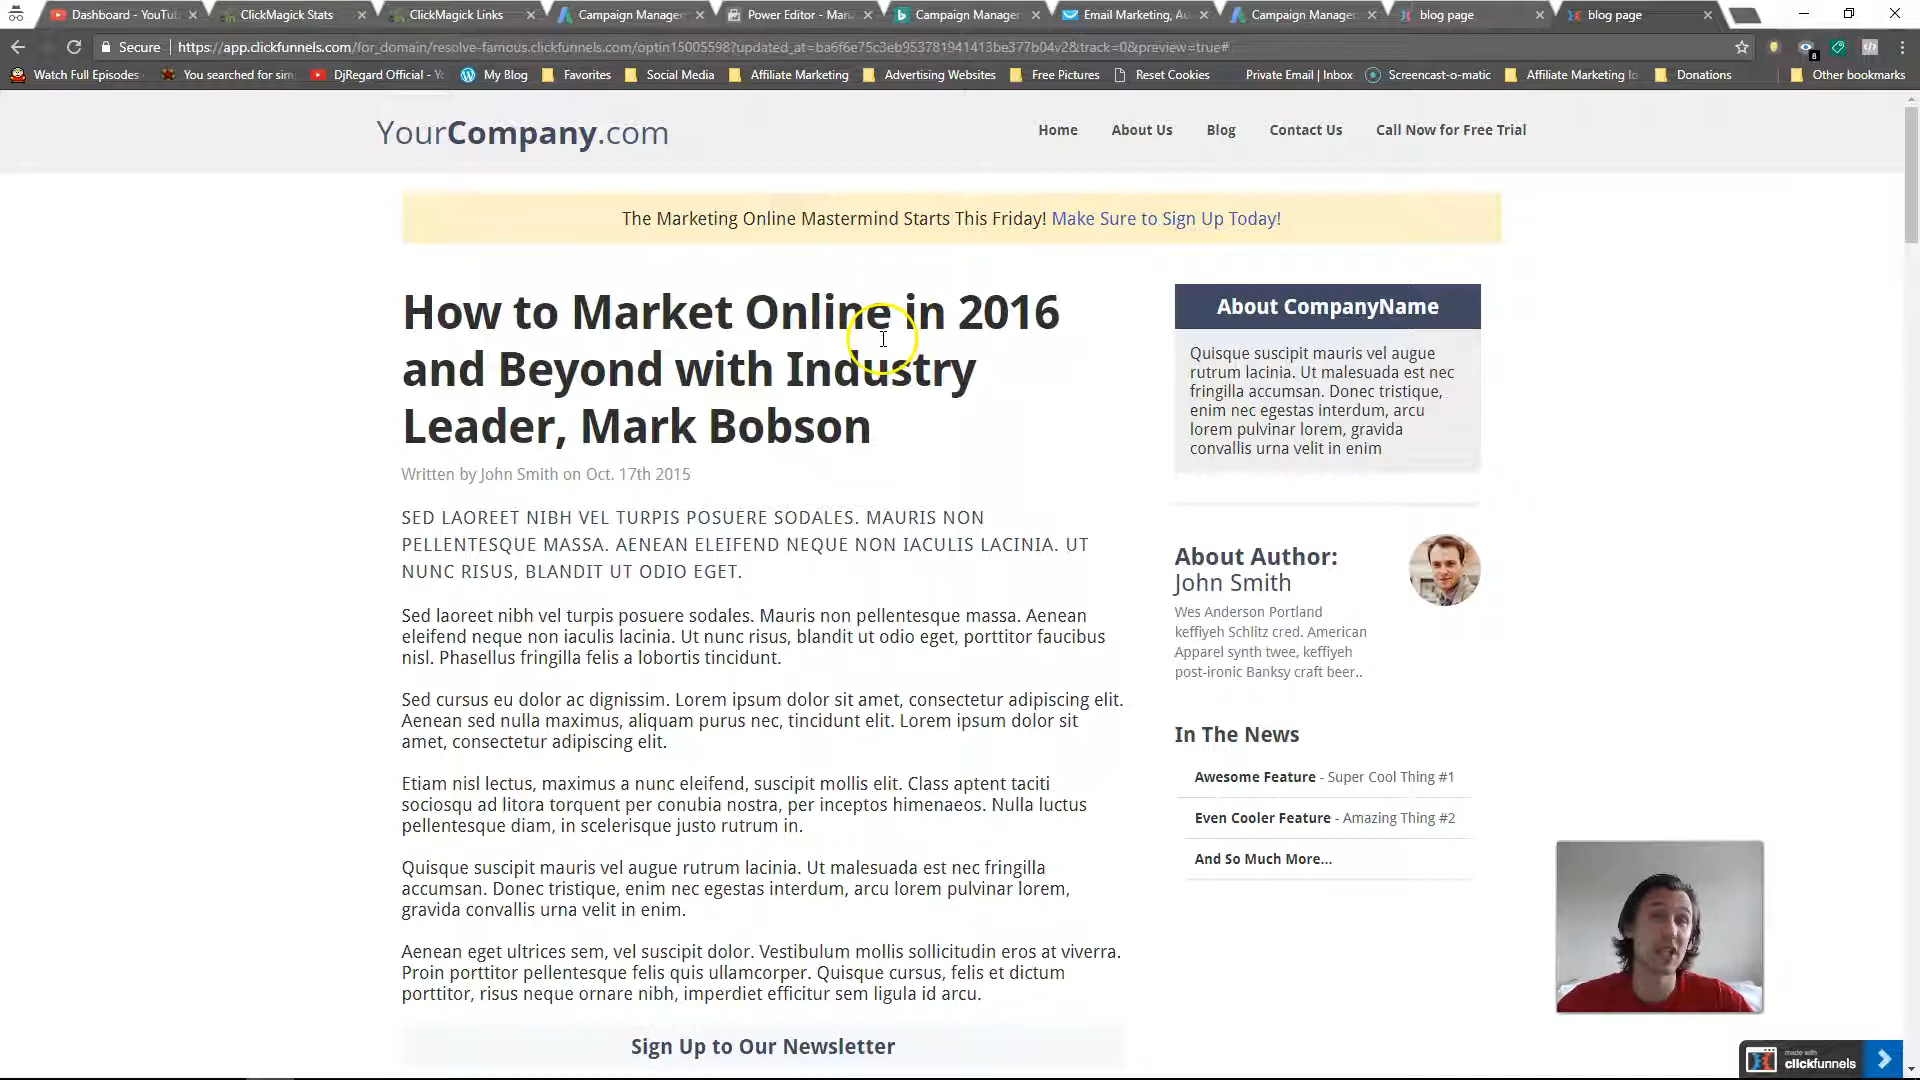 Dashboard - YouTu
ClickMagick Stats
ClickMagick Links
Campaign Manage
Power Editor - Man
Campaign Manager
Email Marketing, Au
Campaign Manage
blog page
blog page
Secure
https://app.clickfunnels.com/for_domain/resolve-famous.clickfunnels.com/optin15005598?updated_at=ba6f6e75c3eb953781941413be377b04v2&track=0&preview=true#
8
Watch Full Episodes
You searched for sim
DjRegard Official - Yo
My Blog
Favorites
Social Media
Affiliate Marketing
Advertising Websites
Free Pictures
Reset Cookies
Private Email | Inbox
Screencast-o-matic
Affiliate Marketing
Donations
Other bookmarks
YourCompany.com
Home
About Us
Blog
Contact Us
Call Now for Free Trial
The Marketing Online Mastermind Starts This Friday! Make Sure to Sign Up Today!
How to Market Online in 2016
and Beyond with Industry
Leader, Mark Bobson
Written by John Smith on Oct. 17th 2015
SED LAOREET NIBH VEL TURPIS POSUERE SODALES. MAURIS NON
PELLENTESQUE MASSA. AENEAN ELEIFEND NEQUE NON IACULIS LACINIA. UT
NUNC RISUS, BLANDIT UT ODIO EGET.
Sed laoreet nibh vel turpis posuere sodales. Mauris non pellentesque massa. Aenean
eleifend neque non iaculis lacinia. Ut nunc risus, blandit ut odio eget, porttitor faucibus
nisl. Phasellus fringilla felis a lobortis tincidunt.
Sed cursus eu dolor ac dignissim. Lorem ipsum dolor sit amet, consectetur adipiscing elit.
Aenean sed nulla maximus, aliquam purus nec, tincidunt elit. Lorem ipsum dolor sit
amet, consectetur adipiscing elit.
Etiam nisl lectus, maximus a nunc eleifend, suscipit mollis elit. Class aptent taciti
sociosqu ad litora torquent per conubia nostra, per inceptos himenaeos. Nulla luctus
pellentesque diam, in scelerisque justo rutrum in.
Quisque suscipit mauris vel augue rutrum lacinia. Ut malesuada est nec fringilla
accumsan. Donec tristique, enim nec egestas interdum, arcu lorem pulvinar lorem,
gravida convallis urna velit in enim.
Aenean eget ultrices sem, vel suscipit dolor. Vestibulum mollis sollicitudin eros at viverra.
Proin porttitor pellentesque felis quis ullamcorper. Quisque cursus, felis et dictum
porttitor, risus neque ornare nibh, imperdiet efficitur sem ligula id arcu.
Sign Up to Our Newsletter
About CompanyName
Quisque suscipit mauris vel augue
rutrum lacinia. Ut malesuada est nec
fringilla accumsan. Donec tristique,
enim nec egestas interdum, arcu
lorem pulvinar lorem, gravida
convallis urna velit in enim
About Author:
John Smith
Wes Anderson Portland
keffiyeh Schlitz cred. American
Apparel synth twee, keffiyeh
post-ironic Banksy craft beer..
In The News
Awesome Feature - Super Cool Thing #1
Even Cooler Feature - Amazing Thing #2
And So Much More...
made with
clickfunnels